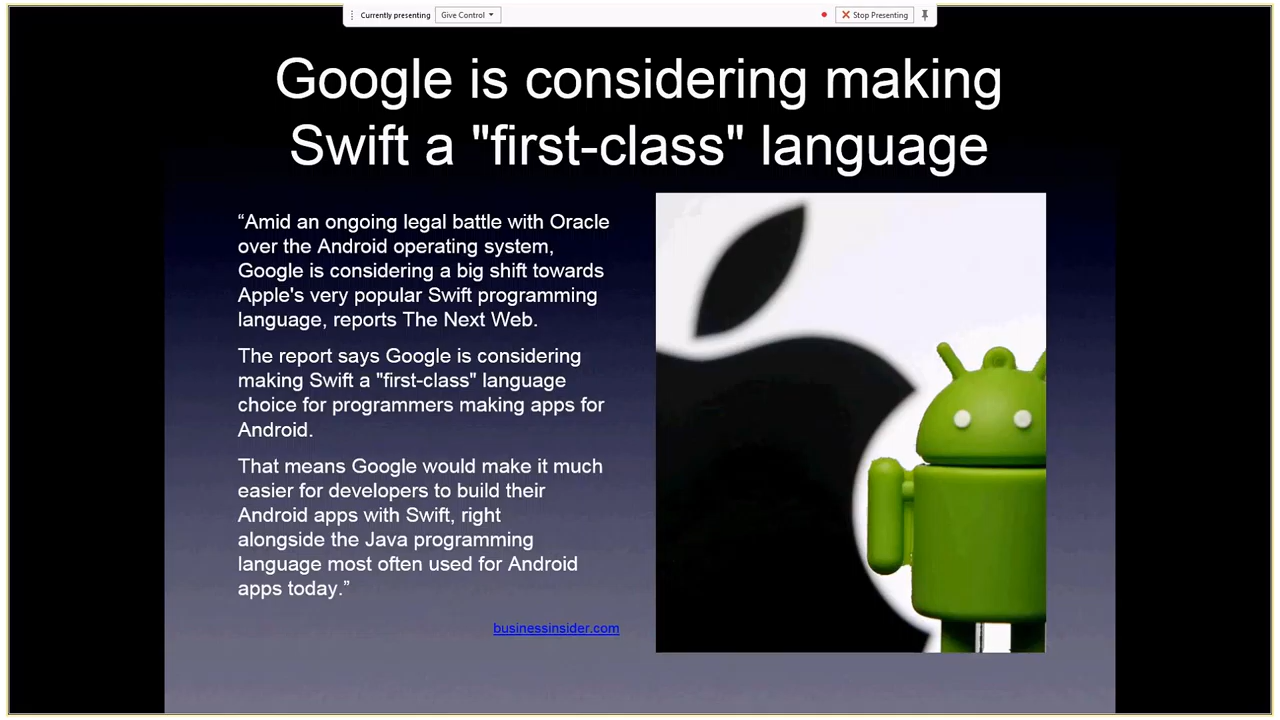 Currently presenting
Give Control
Stop Presenting
Google is considering making
Swift a "first-class" language
“Amid an ongoing legal battle with Oracle
over the Android operating system,
Google is considering a big shift towards
Apple's very popular Swift programming
language, reports The Next Web.
The report says Google is considering
making Swift a "first-class" language
choice for programmers making apps for
Android.
That means Google would make it much
easier for developers to build their
Android apps with Swift, right
alongside the Java programming
language most often used for Android
apps today.”
businessinsider.com